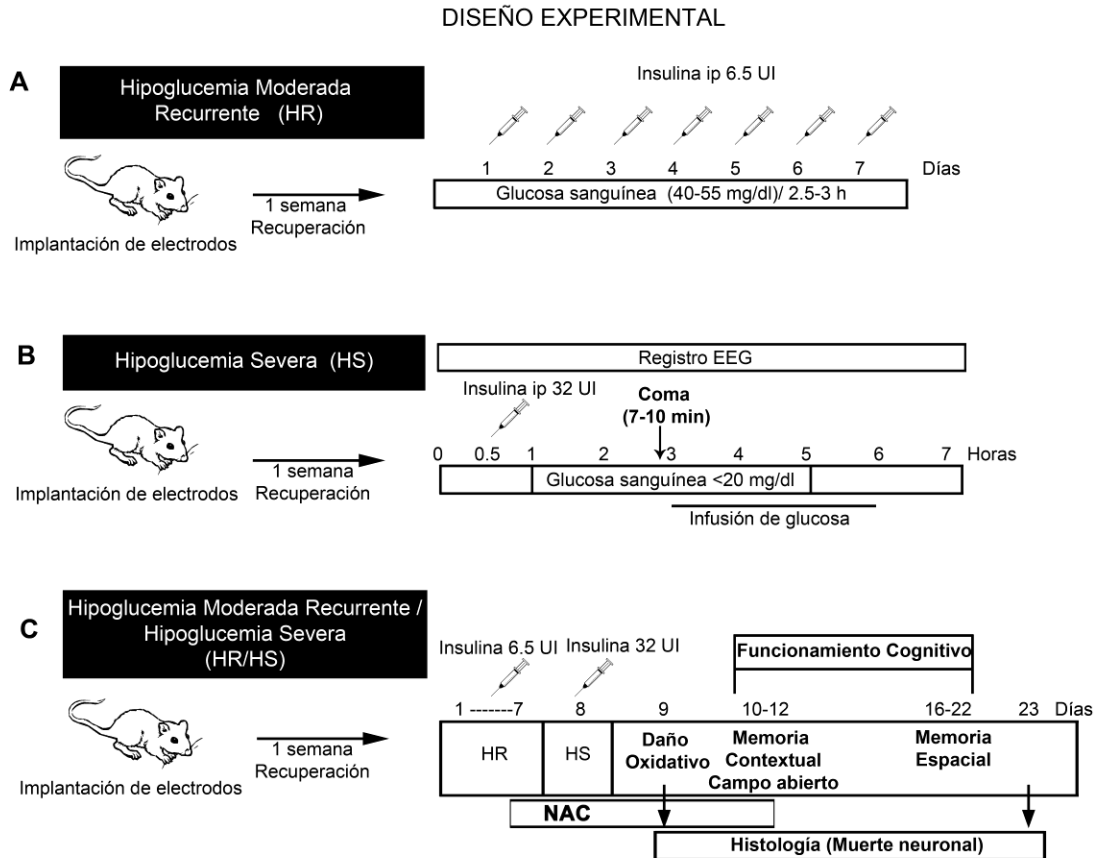 DISEÑO EXPERIMENTAL
A
Hipoglucemia Moderada
Recurrente (HR)
Insulina ip 6.5 UI
1 2 3 4 5 6 7 Días
Glucosa sanguínea (40-55 mg/dl)/ 2.5-3 h
1 semana
Recuperación
Implantación de electrodos
B
Hipoglucemia Severa (HS)
Registro EEG
Insulina ip 32 UI
Coma
(7-10 min)
0 0.5 1 2 3 4 5 6 7 Horas
Glucosa sanguínea <20 mg/dl
Infusión de glucosa
1 semana
Recuperación
Implantación de electrodos
C
Hipoglucemia Moderada Recurrente /
Hipoglucemia Severa
(HR/HS)
Insulina 6.5 UI
Insulina 32 UI
Funcionamiento Cognitivo
1 -------7 8 9 10-12 16-22 23 Días
HR
HS
Daño
Oxidativo
Memoria
Contextual
Campo abierto
Memoria
Espacial
1 semana
Recuperación
Implantación de electrodos
NAC
Histología (Muerte neuronal)